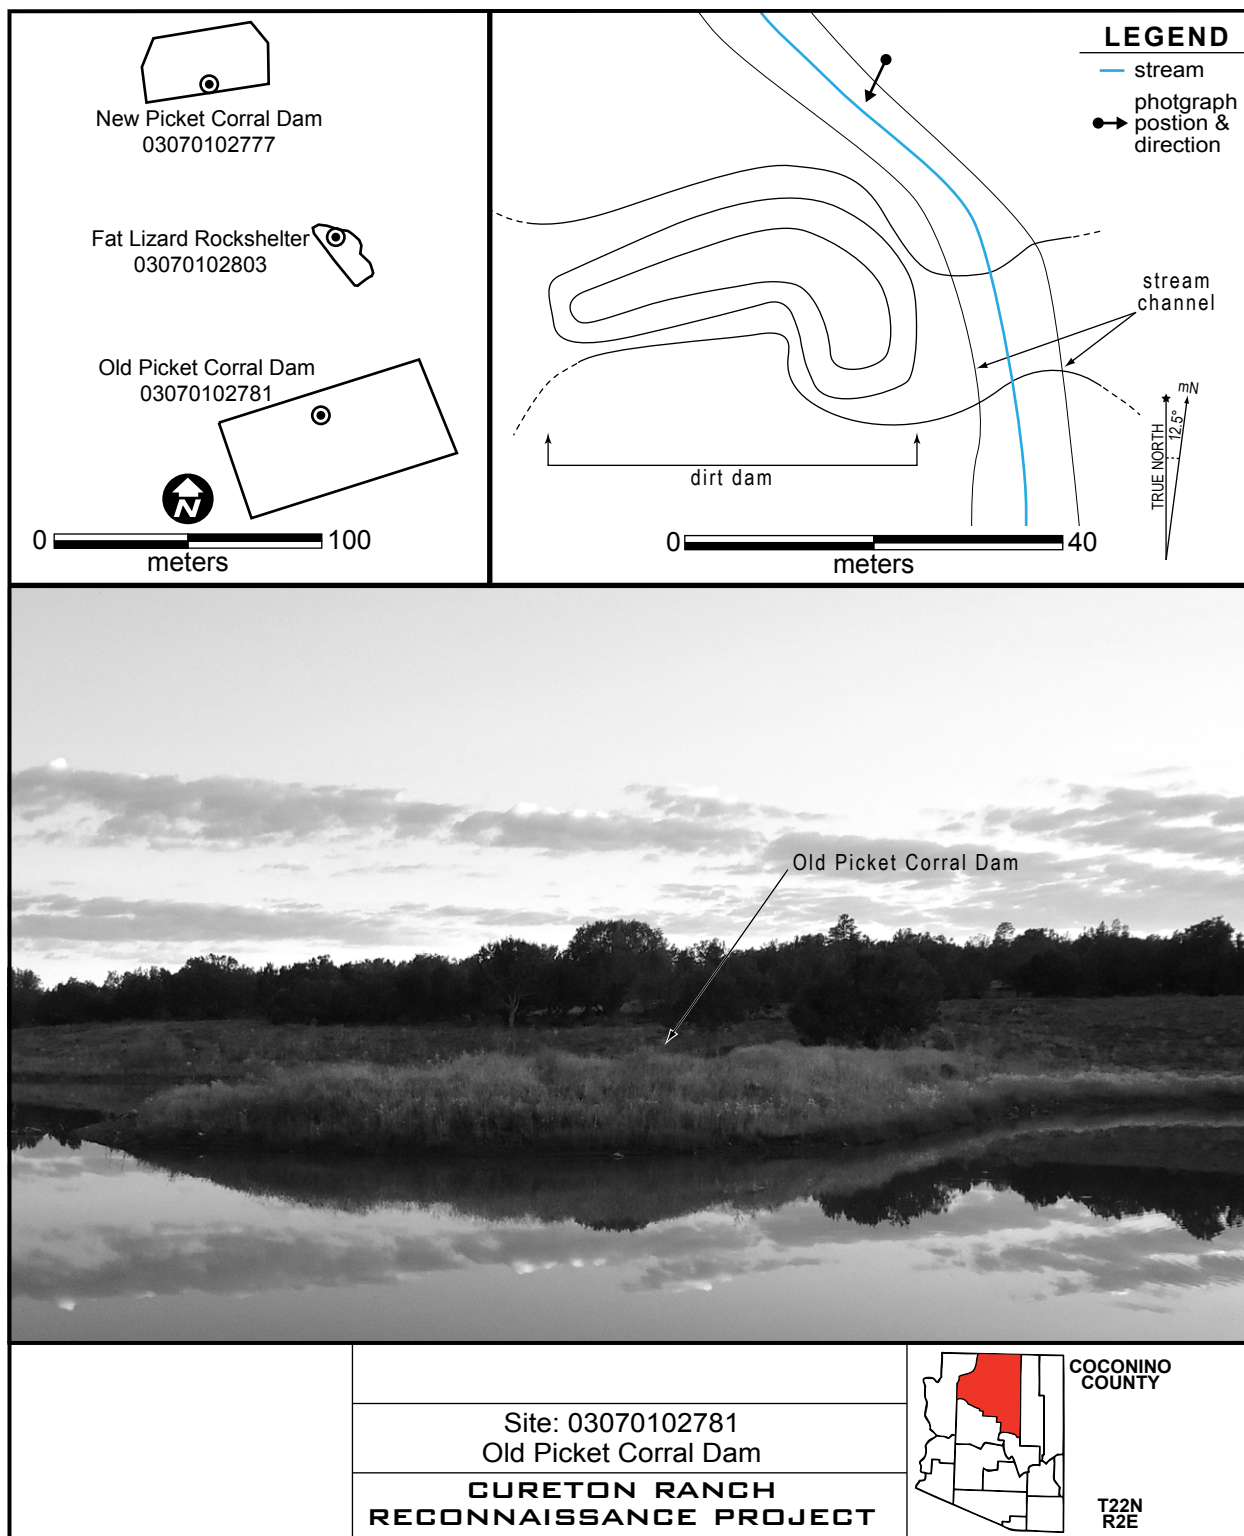 New Picket Corral Dam
03070102777
Fat Lizard Rockshelter
03070102803
Old Picket Corral Dam
03070102781
N
0 100
meters
LEGEND
stream
photgraph
postion &
direction
stream
channel
dirt dam
mN
12.5°
TRUE NORTH
0 40
meters
Old Picket Corral Dam
Site: 03070102781
Old Picket Corral Dam
CURETON RANCH
RECONNAISSANCE PROJECT
COCONINO
COUNTY
T22N
R2E